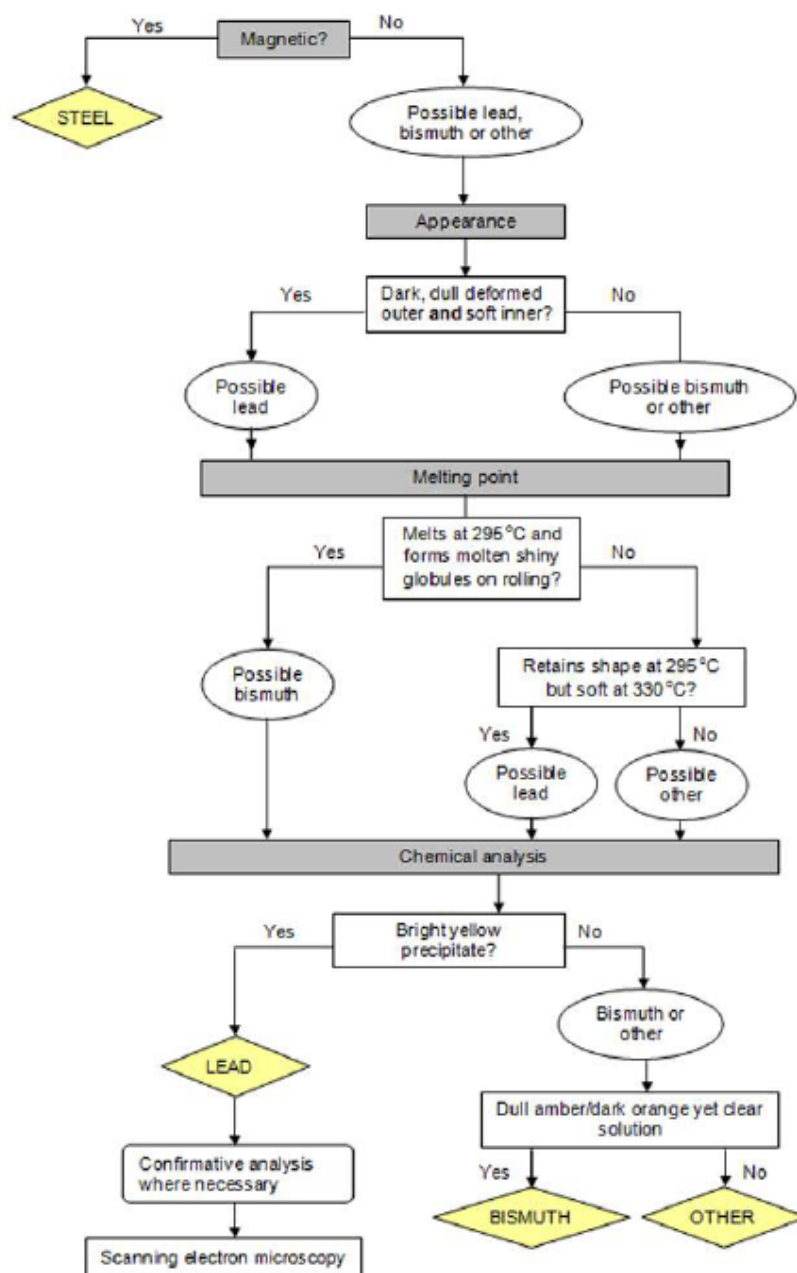 Yes
Magnetic?
No
STEEL
Possible lead,
bismuth or other
Appearance
Yes
Dark, dull deformed
outer and soft inner?
No
Possible
lead
Possible bismuth
or other
Melting point
Yes
Melts at 295°C and
forms molten shiny
globules on rolling?
No
Possible
bismuth
Retains shape at 295°C
but soft at 330°C?
Yes
No
Possible
lead
Possible
other
Chemical analysis
Yes
Bright yellow
precipitate?
No
Bismuth or
other
LEAD
Dull amber/dark orange yet clear
solution
Confirmative analysis
where necessary
Yes
No
BISMUTH
OTHER
Scanning electron microscopy